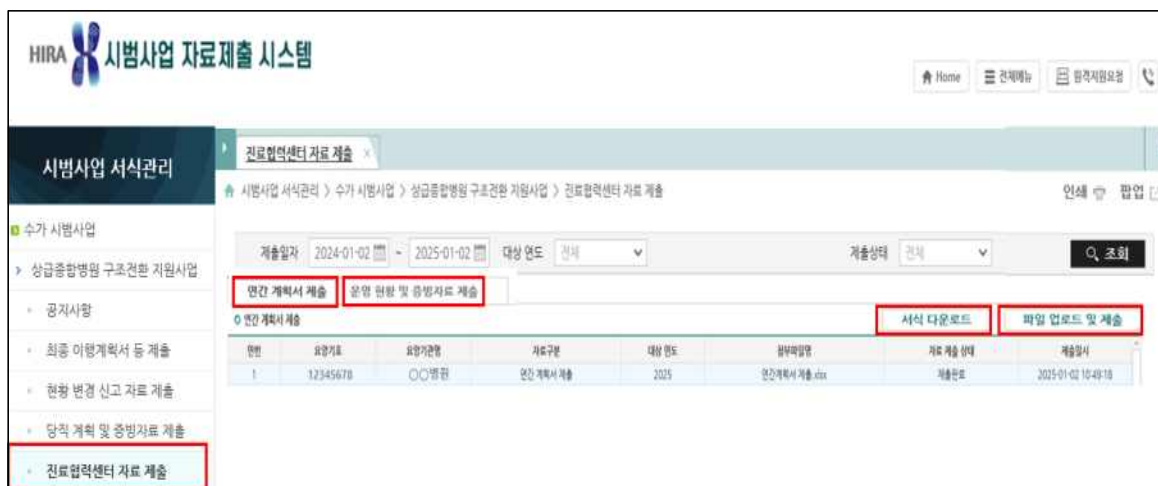 HIRA 시범사업 자료제출 시스템
Home 전체메뉴 원격지원요청
시범사업 서식관리
수가 시범사업
상급종합병원 구조전환 지원사업
공지사항
최종 이행계획서 등 제출
현황 변경 신고 자료 제출
당직 계획 및 증빙자료 제출
진료협력센터 자료 제출
진료협력센터 자료 제출 ×
시범사업 서식관리 > 수가 시범사업 > 상급종합병원 구조전환 지원사업 > 진료협력센터 자료 제출
인쇄 팝업
제출일자 2024-01-02 ~ 2025-01-02 대상 연도 전체 제출상태 전체 조회
연간 계획서 제출 운영 현황 및 증빙자료 제출
연간 계획서 제출 서식 다운로드 파일 업로드 및 제출
연번 요양기호 요양기관명 자료구분 대상 연도 첨부파일명 자료 제출 상태 제출일시
1 12345678 ○○병원 연간 계획서 제출 2025 연간계획서 제출.xlsx 제출완료 2025-01-02 10:49:18